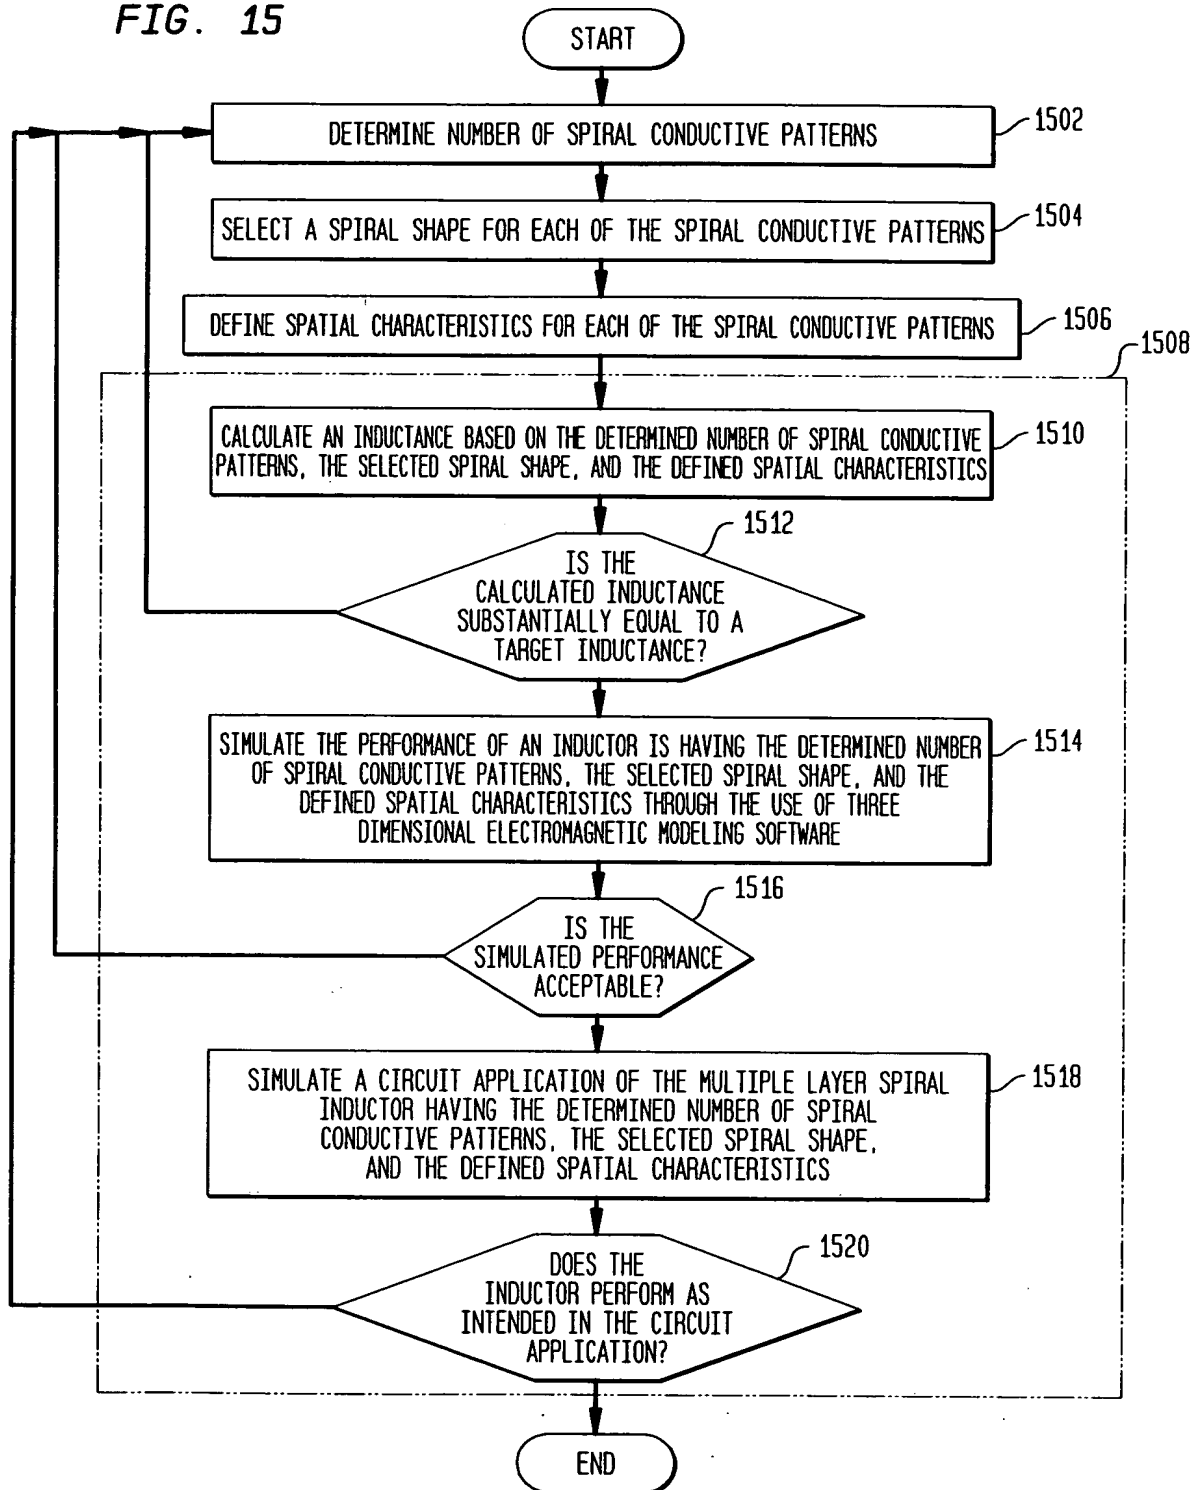 FIG. 15
START
DETERMINE NUMBER OF SPIRAL CONDUCTIVE PATTERNS
1502
SELECT A SPIRAL SHAPE FOR EACH OF THE SPIRAL CONDUCTIVE PATTERNS
1504
DEFINE SPATIAL CHARACTERISTICS FOR EACH OF THE SPIRAL CONDUCTIVE PATTERNS
1506
1508
CALCULATE AN INDUCTANCE BASED ON THE DETERMINED NUMBER OF SPIRAL CONDUCTIVE
PATTERNS, THE SELECTED SPIRAL SHAPE, AND THE DEFINED SPATIAL CHARACTERISTICS
1510
1512
IS THE
CALCULATED INDUCTANCE
SUBSTANTIALLY EQUAL TO A
TARGET INDUCTANCE?
SIMULATE THE PERFORMANCE OF AN INDUCTOR IS HAVING THE DETERMINED NUMBER
OF SPIRAL CONDUCTIVE PATTERNS, THE SELECTED SPIRAL SHAPE, AND THE
DEFINED SPATIAL CHARACTERISTICS THROUGH THE USE OF THREE
DIMENSIONAL ELECTROMAGNETIC MODELING SOFTWARE
1514
1516
IS THE
SIMULATED PERFORMANCE
ACCEPTABLE?
SIMULATE A CIRCUIT APPLICATION OF THE MULTIPLE LAYER SPIRAL
INDUCTOR HAVING THE DETERMINED NUMBER OF SPIRAL
CONDUCTIVE PATTERNS, THE SELECTED SPIRAL SHAPE,
AND THE DEFINED SPATIAL CHARACTERISTICS
1518
1520
DOES THE
INDUCTOR PERFORM AS
INTENDED IN THE CIRCUIT
APPLICATION?
END